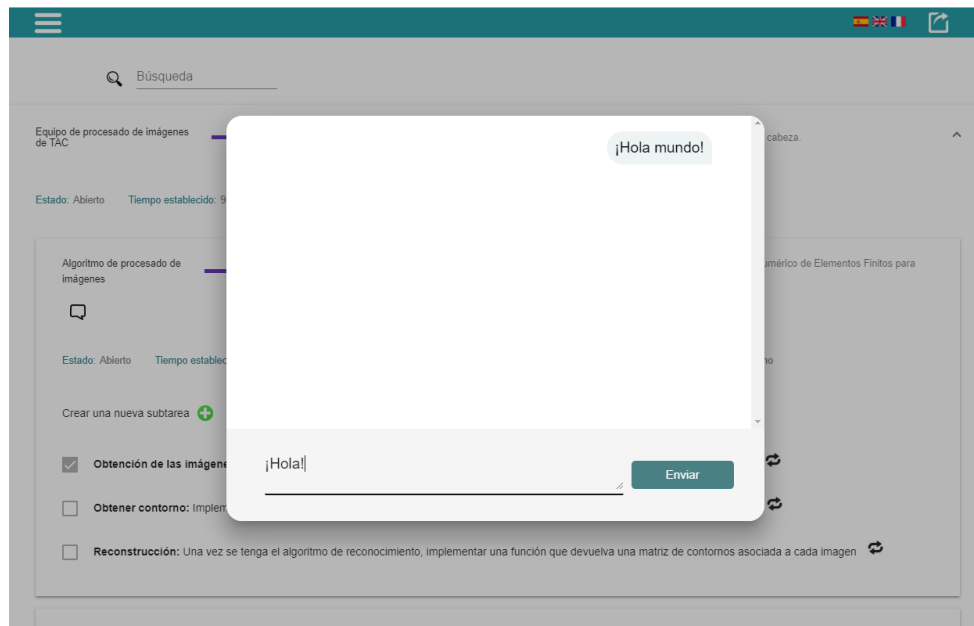 Búsqueda
Equipo de procesado de imágenes
de TAC
cabeza.
¡Hola mundo!
Estado: Abierto Tiempo establecido: 9
Algoritmo de procesado de
imágenes
umérico de Elementos Finitos para
Estado: Abierto Tiempo establec
no
Crear una nueva subtarea
¡Hola!
Enviar
Obtención de las imágene
Obtener contorno: Implem
Reconstrucción: Una vez se tenga el algoritmo de reconocimiento, implementar una función que devuelva una matriz de contornos asociada a cada imagen